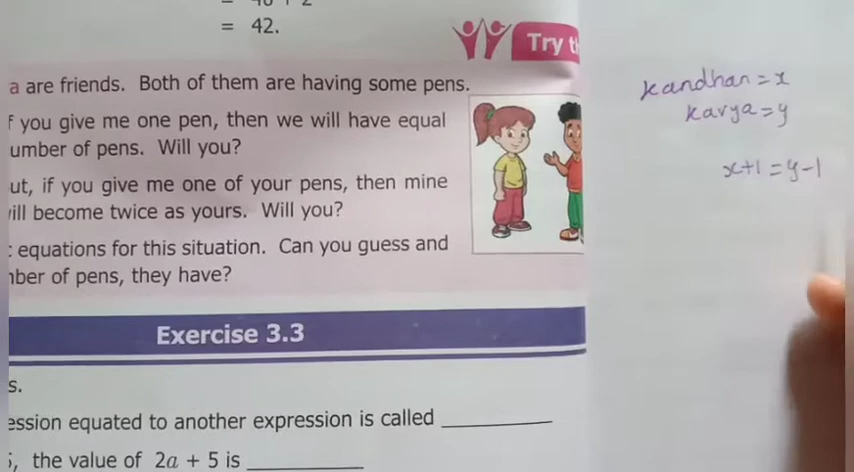 = 42.
Try
a are friends. Both of them are having some pens.
f you give me one pen, then we will have equal
umber of pens. Will you?
ut, if you give me one of your pens, then mine
ill become twice as yours. Will you?
equations for this situation. Can you guess and
ber of pens, they have?
Exercise 3.3
s.
ession equated to another expression is called
the value of 2a + 5 is
kandhan = x
kavya = y
x+1 = y-1